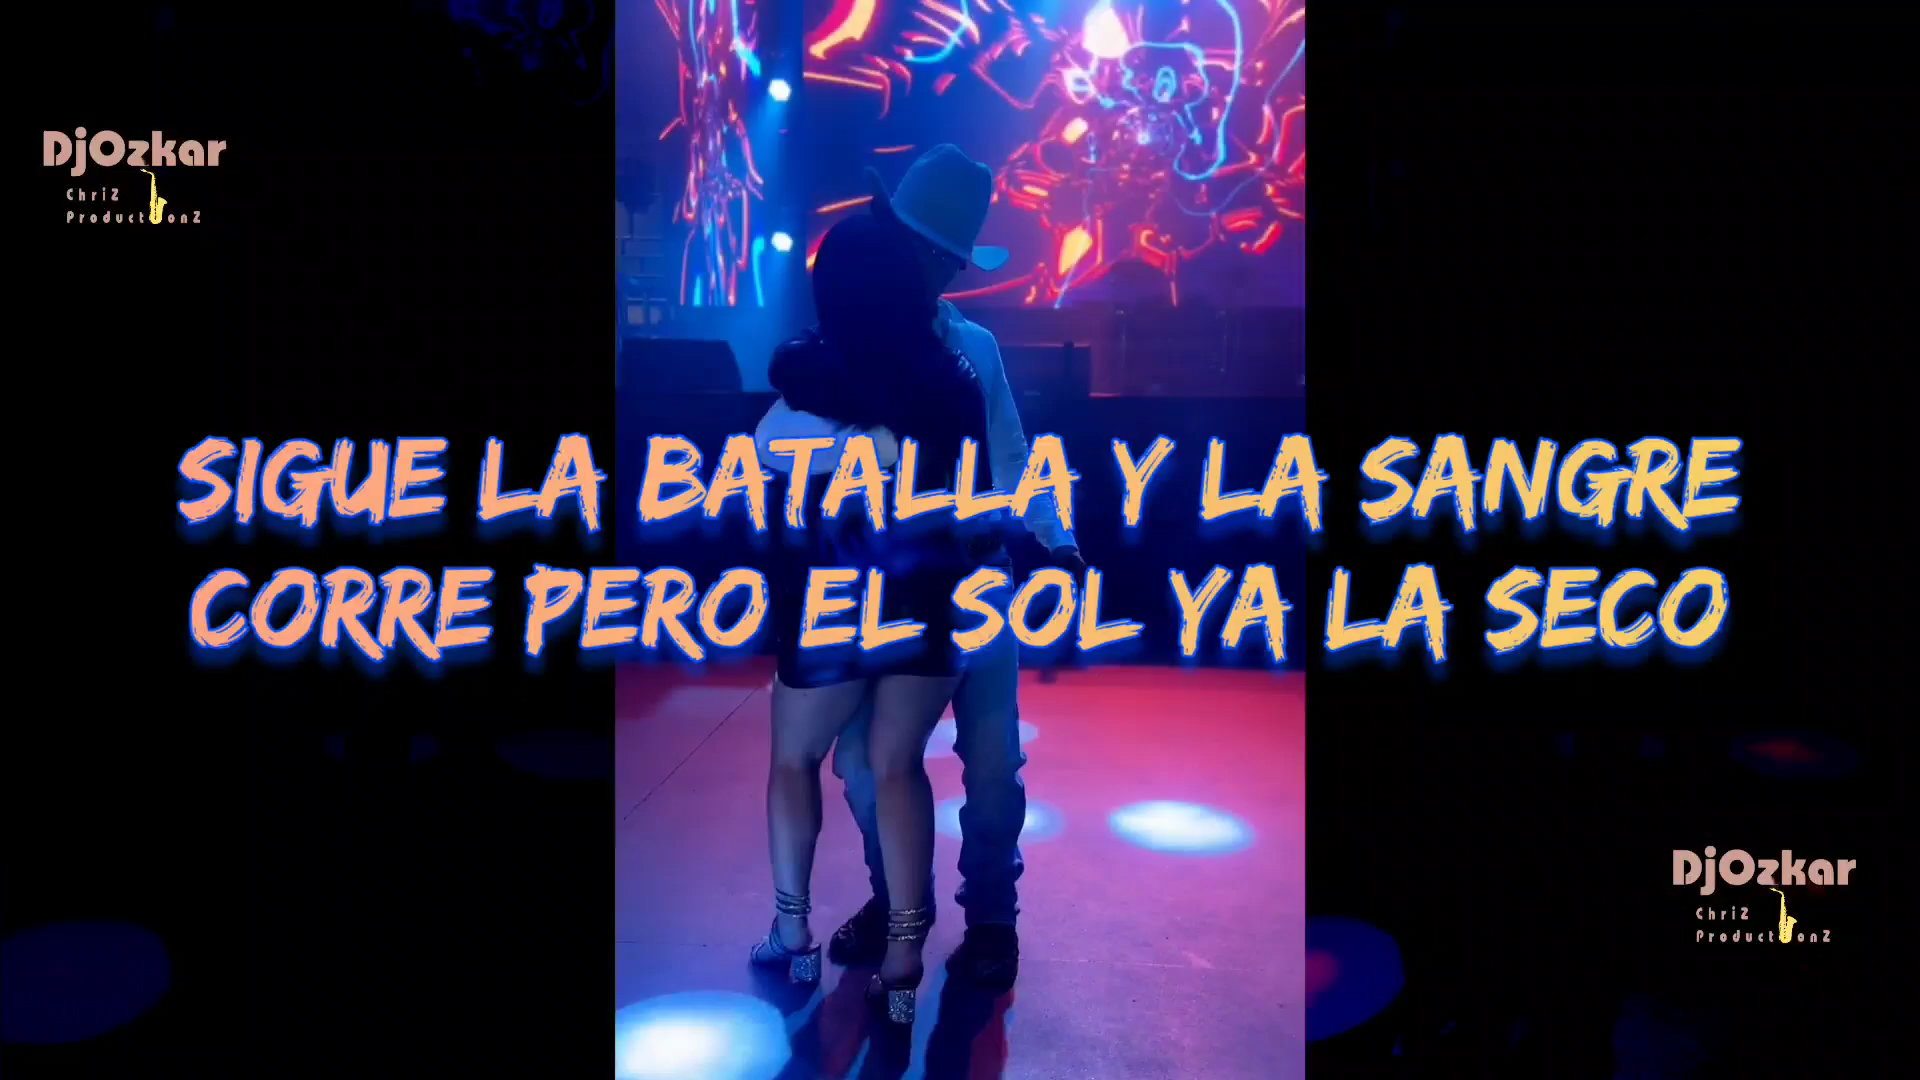 DjOzkar
ChriZ
ProductionZ
SIGUE LA BATALLA Y LA SANGRE
CORRE PERO EL SOL YA LA SECO
DjOzkar
ChriZ
ProductionZ